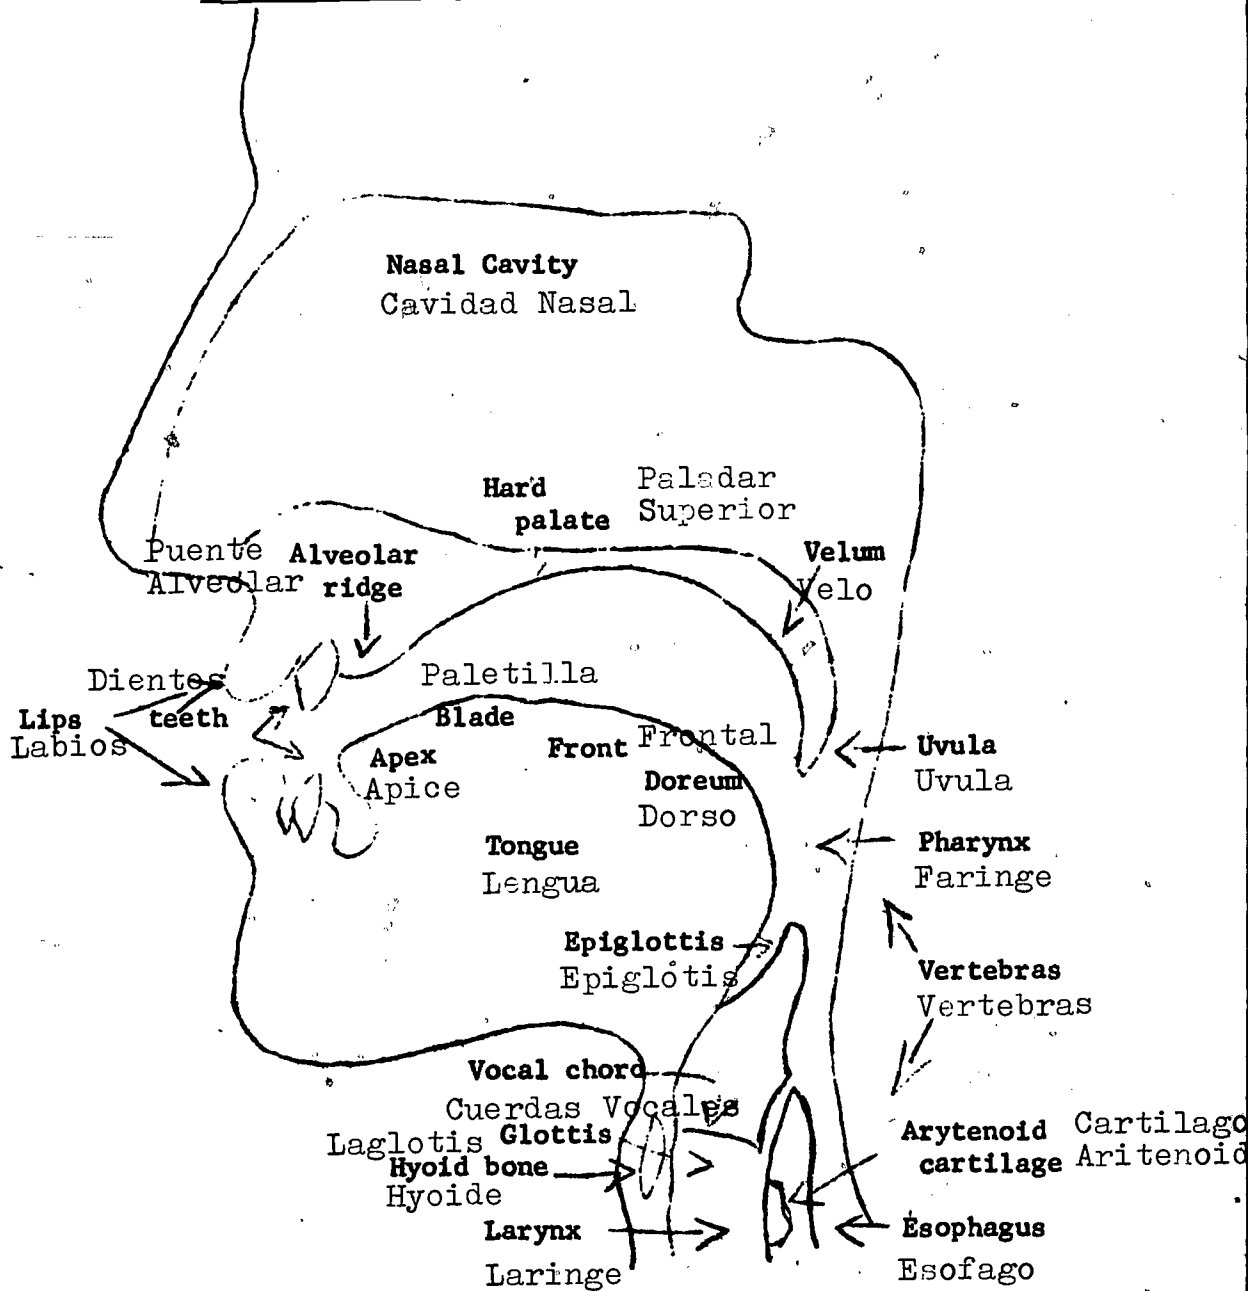 Nasal Cavity
Cavidad Nasal
Hard
palate
Paladar
Superior
Puente
Alveolar
Alveolar
ridge
Velum
Velo
Dientes
teeth
Lips
Labios
Paletilla
Blade
Apex
Apice
Front
Frontal
Doreum
Dorso
Uvula
Uvula
Tongue
Lengua
Pharynx
Faringe
Epiglottis
Epiglotis
Vertebras
Vertebras
Vocal chord
Cuerdas Vocales
Laglotis
Glottis
Hyoid bone
Hyoide
Arytenoid
cartilage
Cartilago
Aritenoid
Larynx
Laringe
Esophagus
Esofago